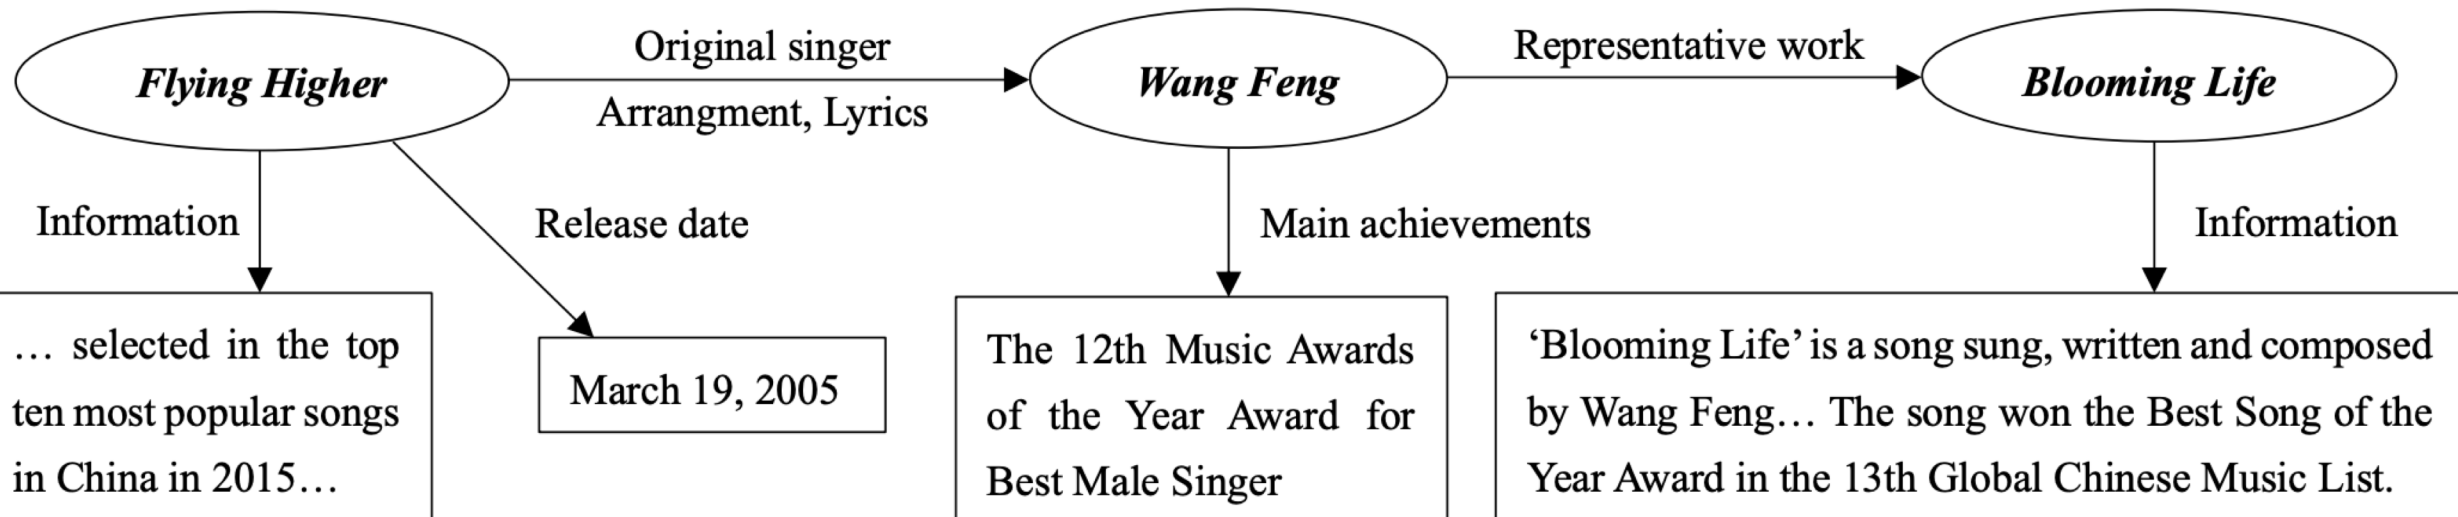 Flying Higher
Original singer
Arrangment, Lyrics
Wang Feng
Representative work
Blooming Life
Information
Release date
Main achievements
Information
… selected in the top
ten most popular songs
in China in 2015…
March 19, 2005
The 12th Music Awards
of the Year Award for
Best Male Singer
‘Blooming Life’ is a song sung, written and composed
by Wang Feng… The song won the Best Song of the
Year Award in the 13th Global Chinese Music List.